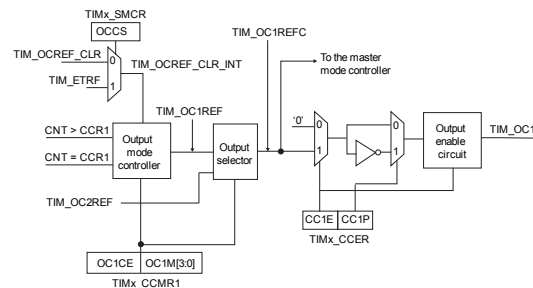 TIMx_SMCR
OCCS
TIM_OCREF_CLR
0
TIM_OCREF_CLR_INT
TIM_ETRF
1
TIM_OC1REFC
To the master
mode controller
TIM_OC1REF
CNT > CCR1
CNT = CCR1
Output
mode
controller
Output
selector
TIM_OC2REF
'0'
0
1
0
1
Output
enable
circuit
TIM_OC1
CC1E
CC1P
TIMx_CCER
OC1CE
OC1M[3:0]
TIMx_CCMR1